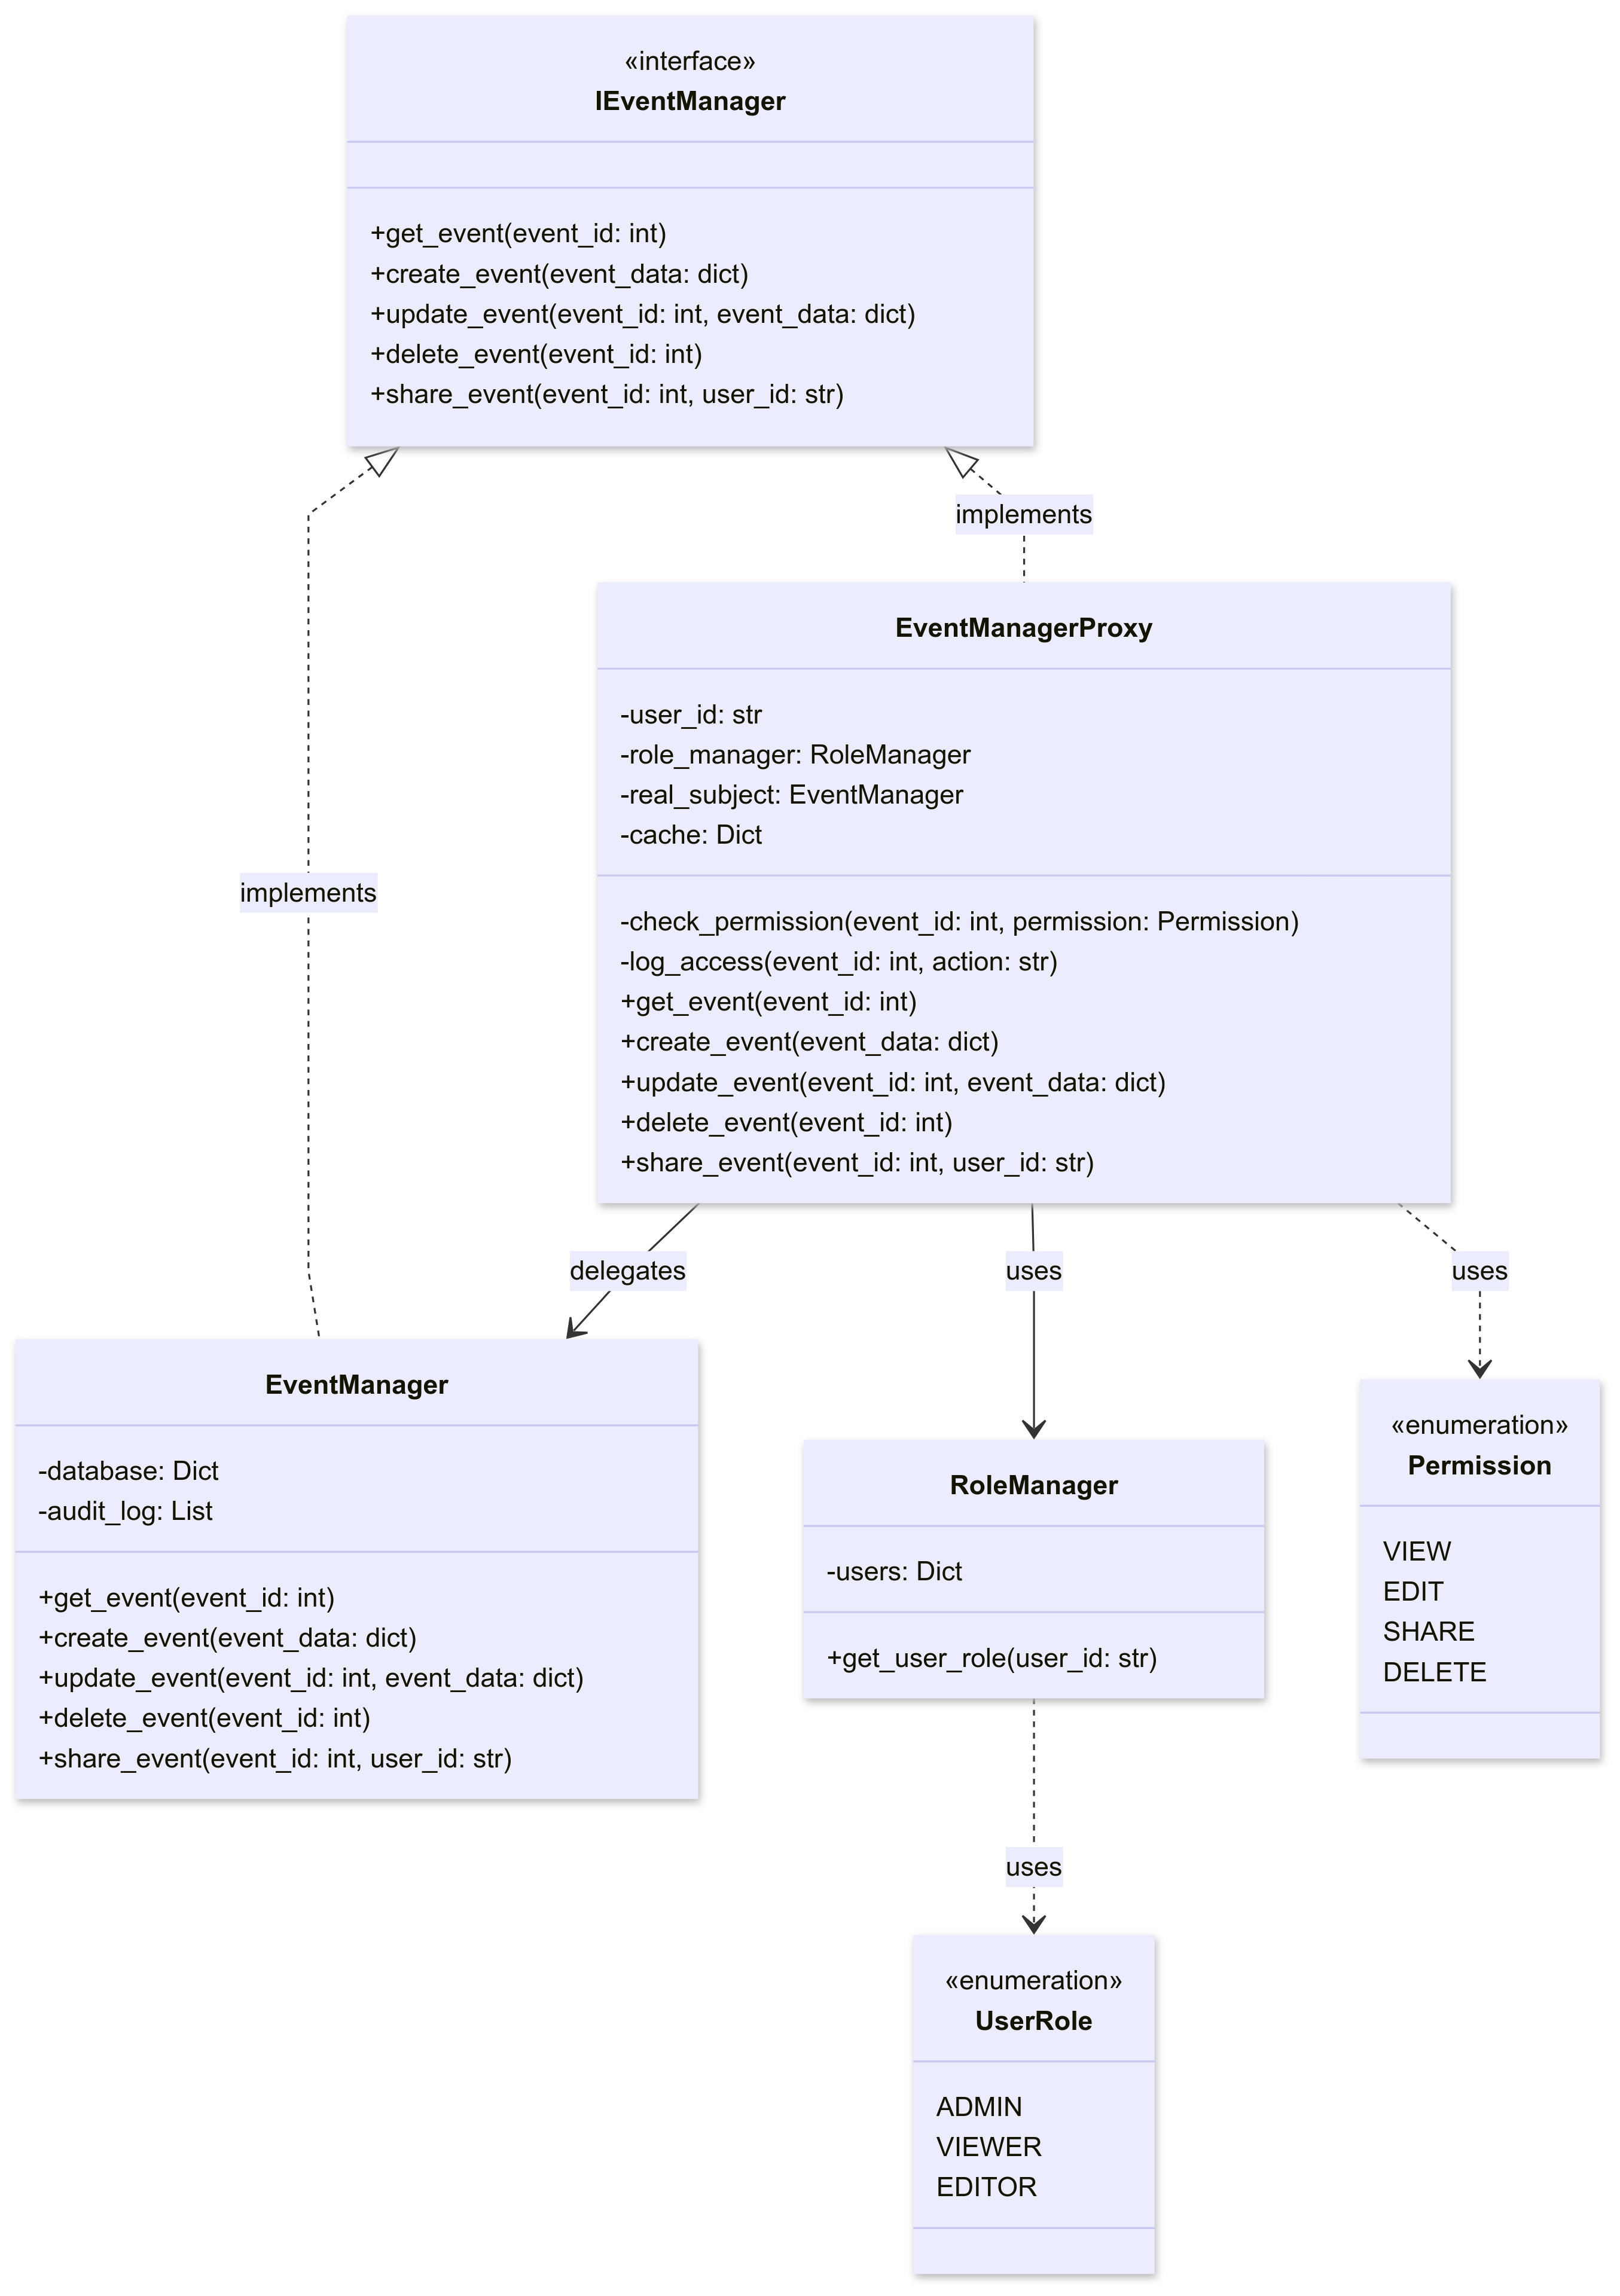 «interface»
IEventManager
+get_event(event_id: int)
+create_event(event_data: dict)
+update_event(event_id: int, event_data: dict)
+delete_event(event_id: int)
+share_event(event_id: int, user_id: str)
implements
EventManagerProxy
-user_id: str
-role_manager: RoleManager
-real_subject: EventManager
-cache: Dict
-check_permission(event_id: int, permission: Permission)
-log_access(event_id: int, action: str)
+get_event(event_id: int)
+create_event(event_data: dict)
+update_event(event_id: int, event_data: dict)
+delete_event(event_id: int)
+share_event(event_id: int, user_id: str)
implements
delegates
uses
uses
EventManager
-database: Dict
-audit_log: List
+get_event(event_id: int)
+create_event(event_data: dict)
+update_event(event_id: int, event_data: dict)
+delete_event(event_id: int)
+share_event(event_id: int, user_id: str)
RoleManager
-users: Dict
+get_user_role(user_id: str)
«enumeration»
Permission
VIEW
EDIT
SHARE
DELETE
uses
«enumeration»
UserRole
ADMIN
VIEWER
EDITOR